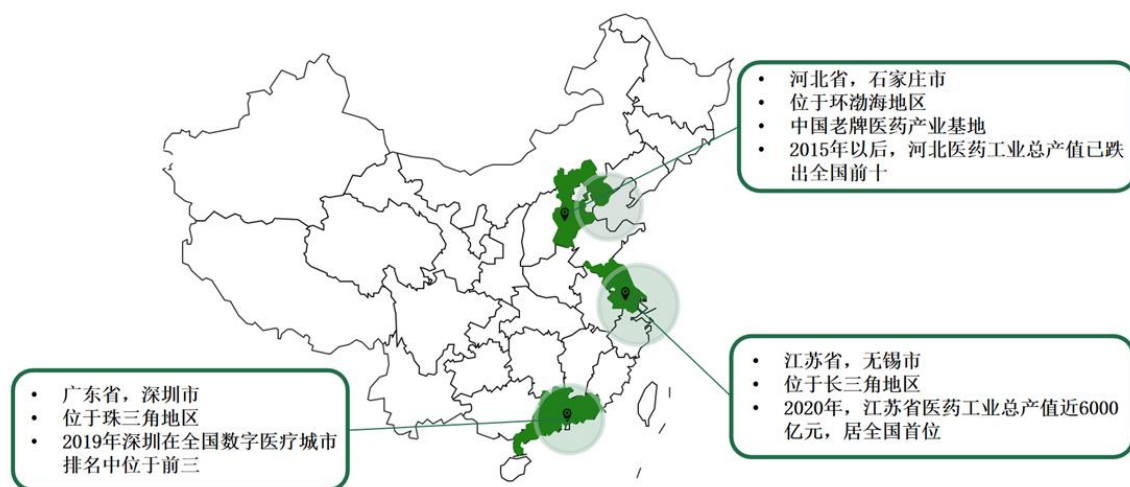 • 河北省，石家庄市
• 位于环渤海地区
• 中国老牌医药产业基地
• 2015年以后，河北医药工业总产值已跌
出全国前十
• 江苏省，无锡市
• 位于长三角地区
• 2020年，江苏省医药工业总产值近6000
亿元，居全国首位
• 广东省，深圳市
• 位于珠三角地区
• 2019年深圳在全国数字医疗城市
排名中位于前三